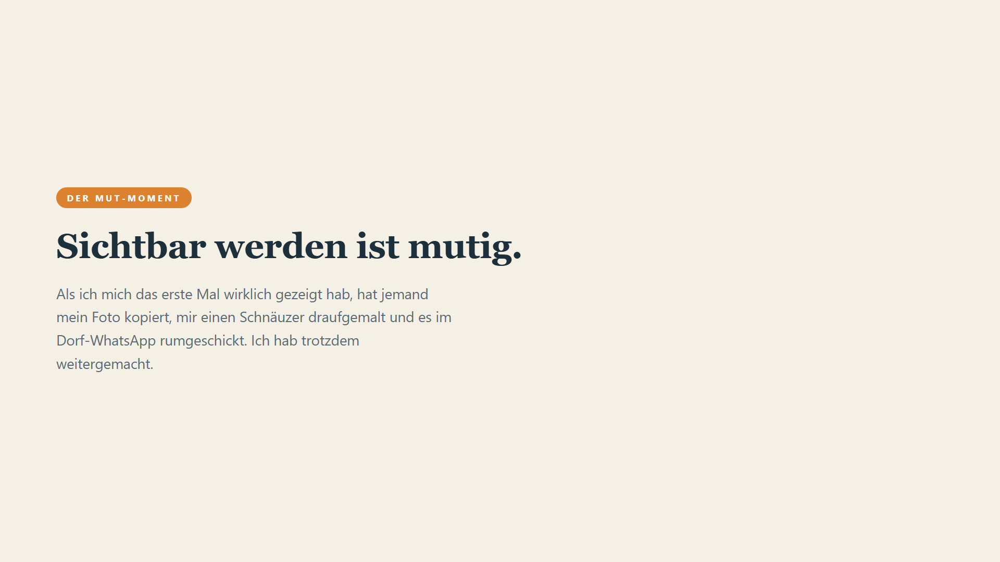 DER MUT-MOMENT
Sichtbar werden ist mutig.
Als ich mich das erste Mal wirklich gezeigt hab, hat jemand
mein Foto kopiert, mir einen Schnäuzer draufgemalt und es im
Dorf-WhatsApp rumgeschickt. Ich hab trotzdem
weitergemacht.